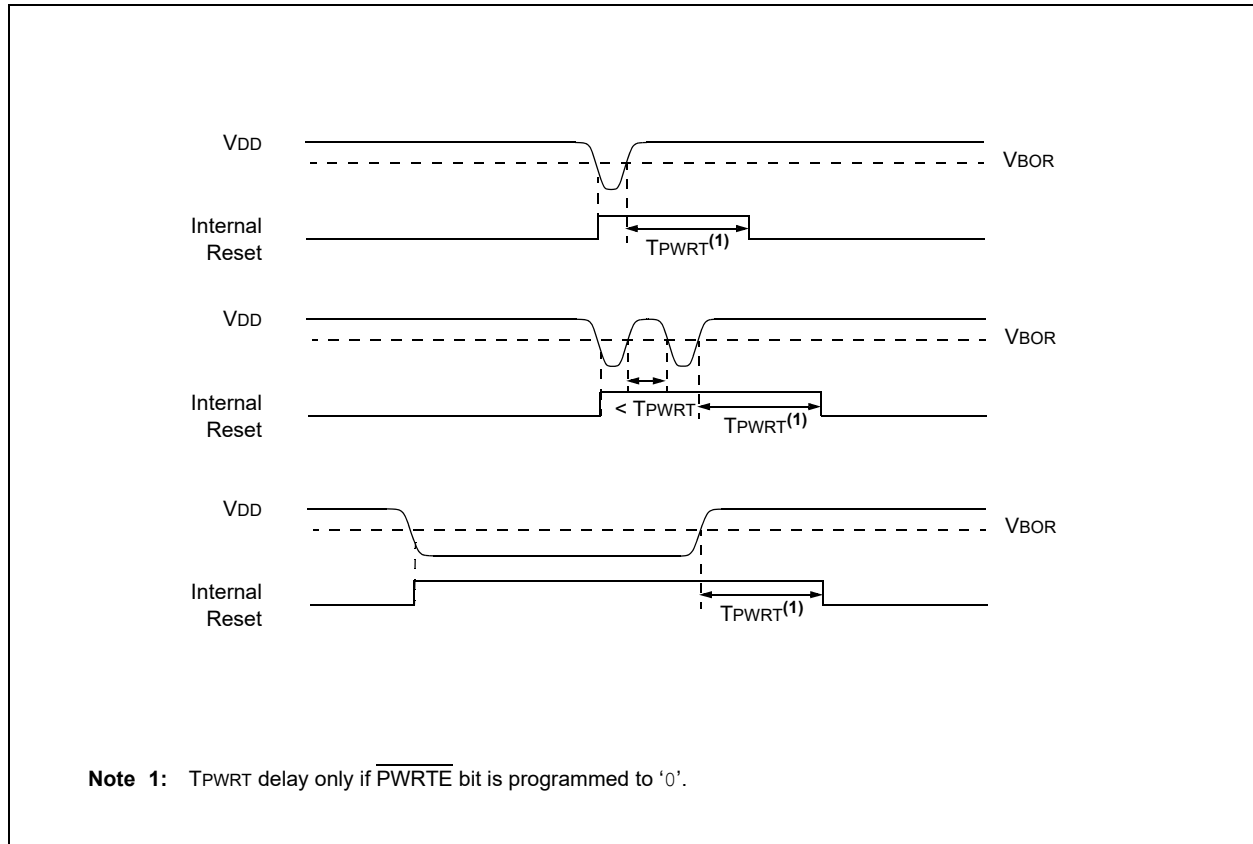 VDD
VBOR
Internal
Reset
TPWRT(1)
VDD
VBOR
Internal
Reset
< TPWRT
TPWRT(1)
VDD
VBOR
Internal
Reset
TPWRT(1)
Note 1: TPWRT delay only if PWRTE bit is programmed to ‘0’.